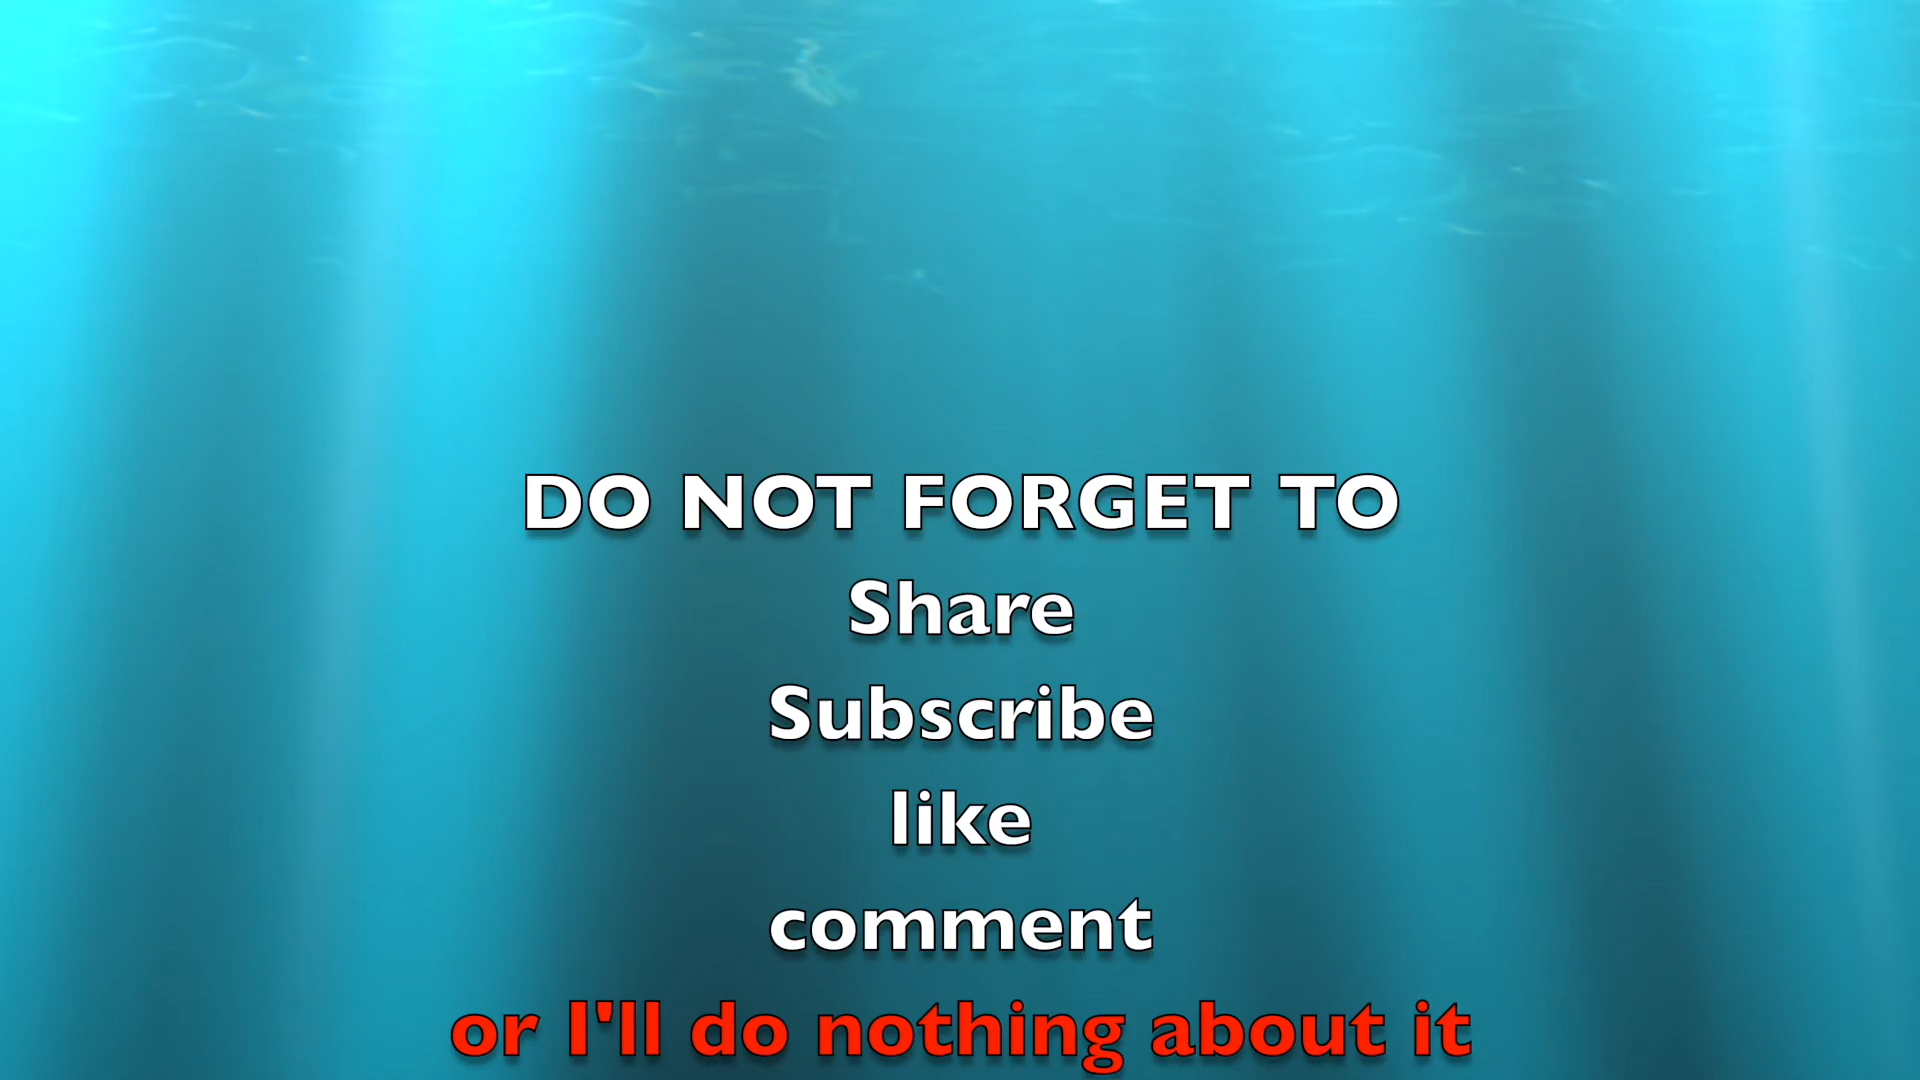 DO NOT FORGET TO
Share
Subscribe
like
comment
or I'll do nothing about it